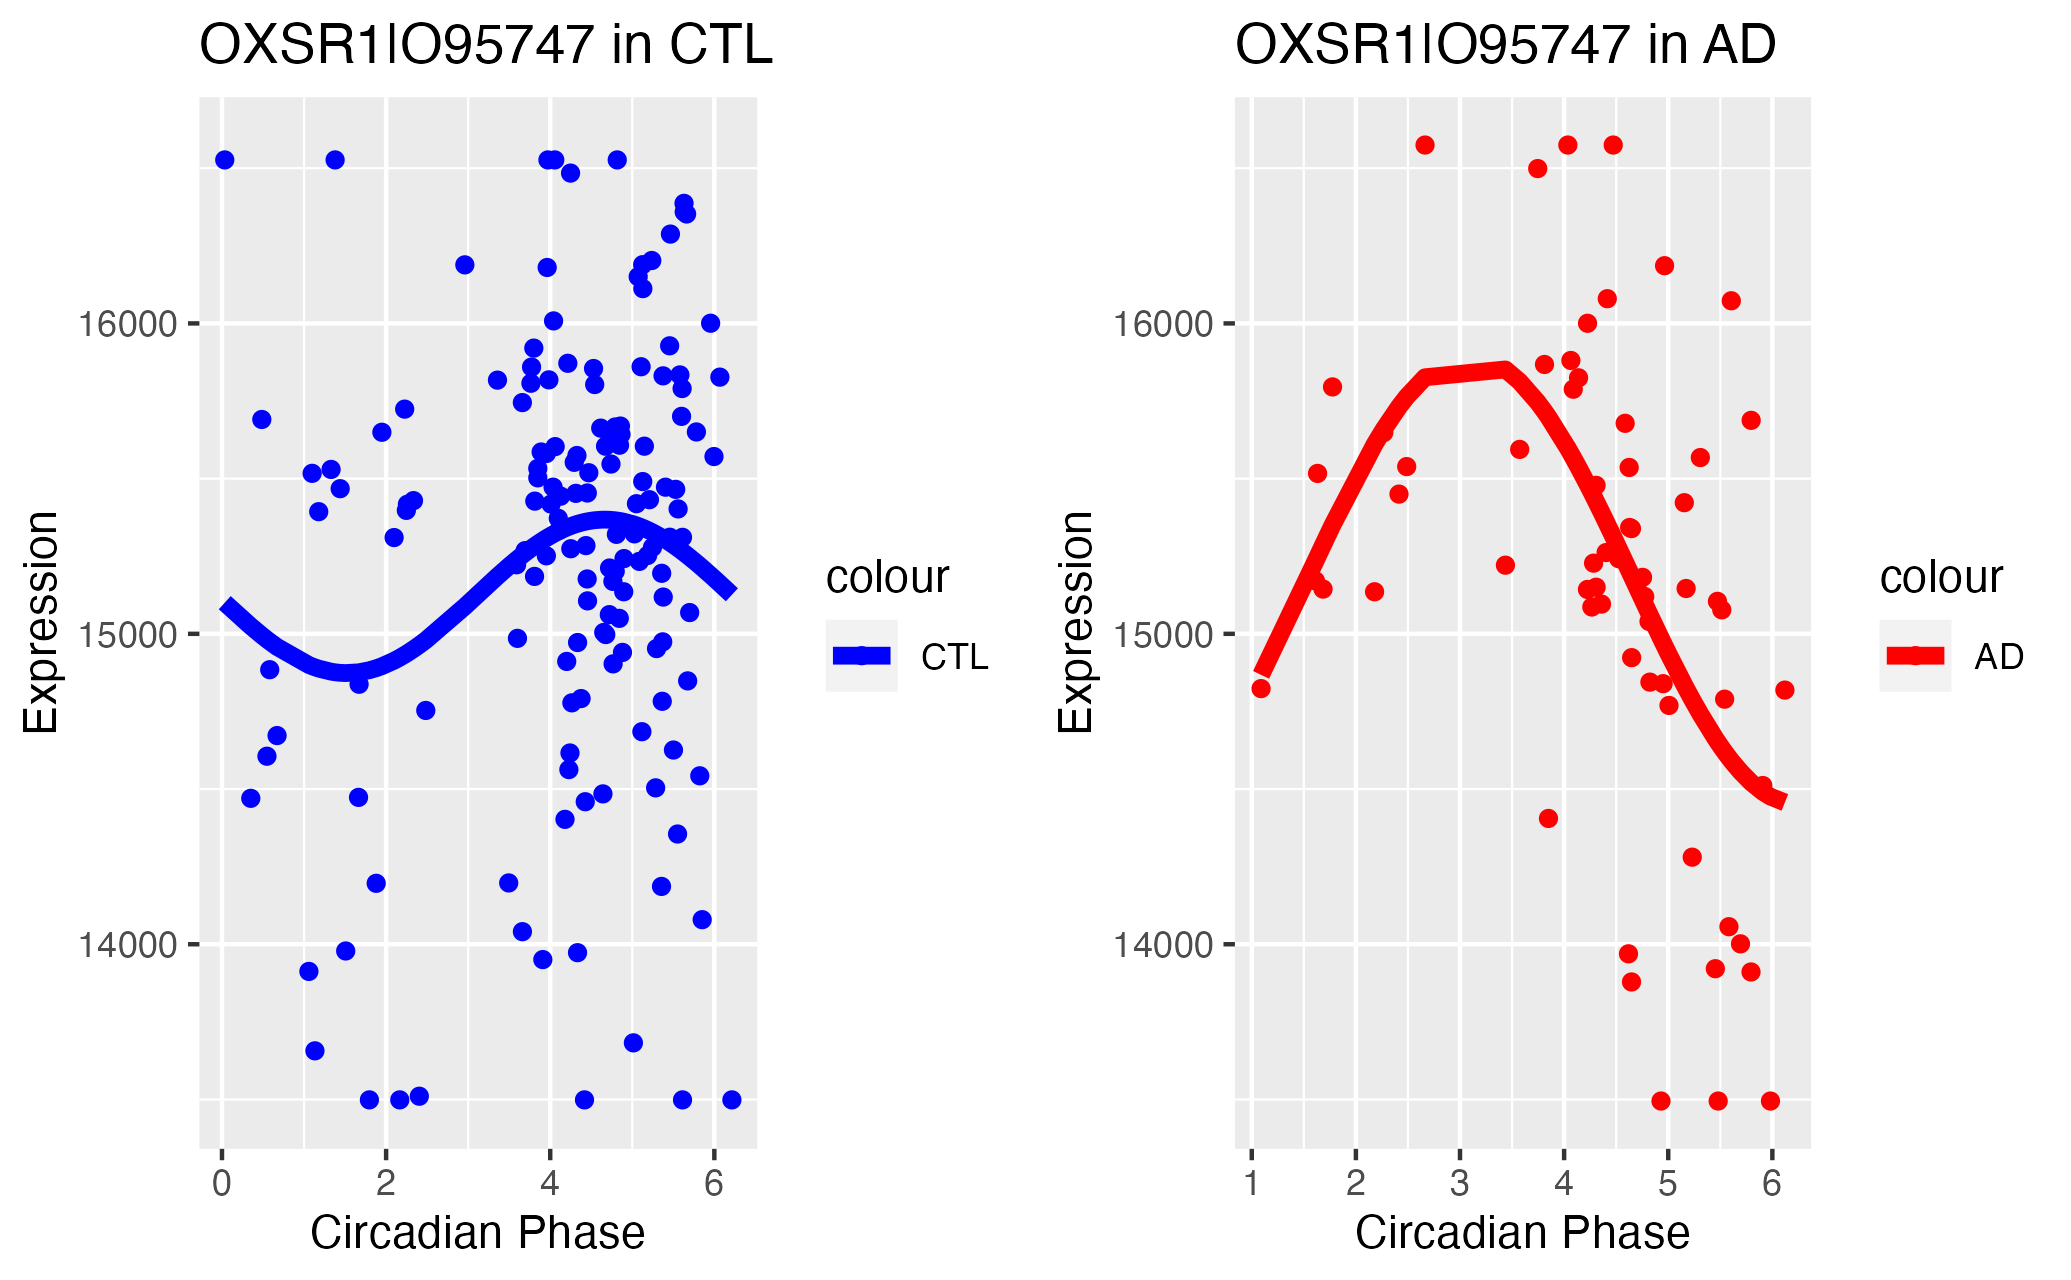 OXSR1|O95747 in CTL
Expression
16000
15000
14000
0 2 4 6
Circadian Phase
colour
CTL
OXSR1|O95747 in AD
Expression
16000
15000
14000
1 2 3 4 5 6
Circadian Phase
colour
AD